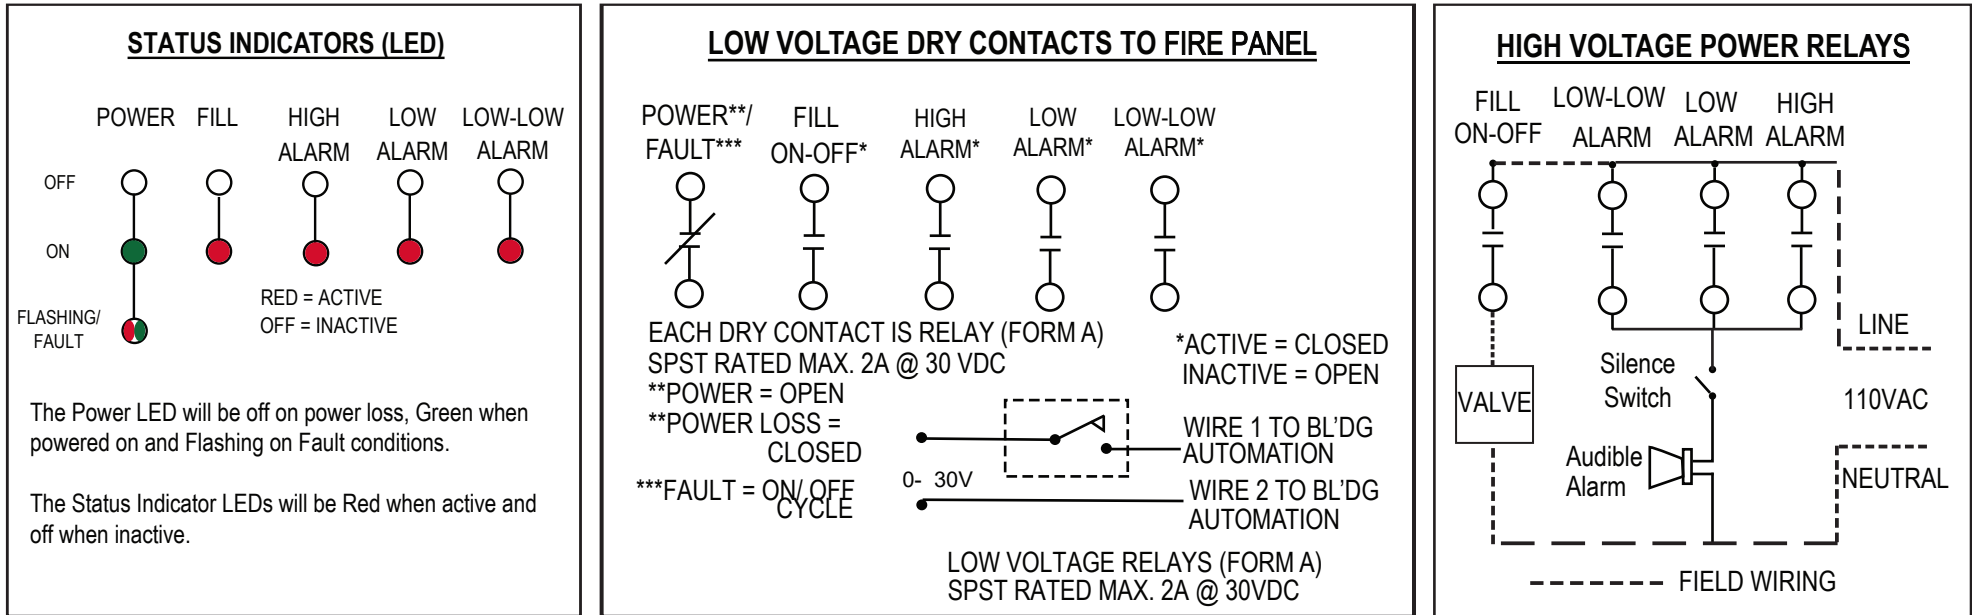 STATUS INDICATORS (LED)
POWER FILL HIGH ALARM LOW ALARM LOW-LOW ALARM
OFF
ON
FLASHING/
FAULT
RED = ACTIVE
OFF = INACTIVE
The Power LED will be off on power loss, Green when
powered on and Flashing on Fault conditions.
The Status Indicator LEDs will be Red when active and
off when inactive.
LOW VOLTAGE DRY CONTACTS TO FIRE PANEL
POWER**/
FAULT***
FILL
ON-OFF*
HIGH
ALARM*
LOW
ALARM*
LOW-LOW
ALARM*
EACH DRY CONTACT IS RELAY (FORM A)
SPST RATED MAX. 2A @ 30 VDC
**POWER = OPEN
**POWER LOSS =
CLOSED
***FAULT = ON/ OFF
CYCLE
*ACTIVE = CLOSED
INACTIVE = OPEN
0- 30V
WIRE 1 TO BL'DG
AUTOMATION
WIRE 2 TO BL'DG
AUTOMATION
LOW VOLTAGE RELAYS (FORM A)
SPST RATED MAX. 2A @ 30VDC
HIGH VOLTAGE POWER RELAYS
FILL
ON-OFF
LOW-LOW
ALARM
LOW
ALARM
HIGH
ALARM
LINE
Silence
Switch
VALVE
110VAC
Audible
Alarm
NEUTRAL
FIELD WIRING